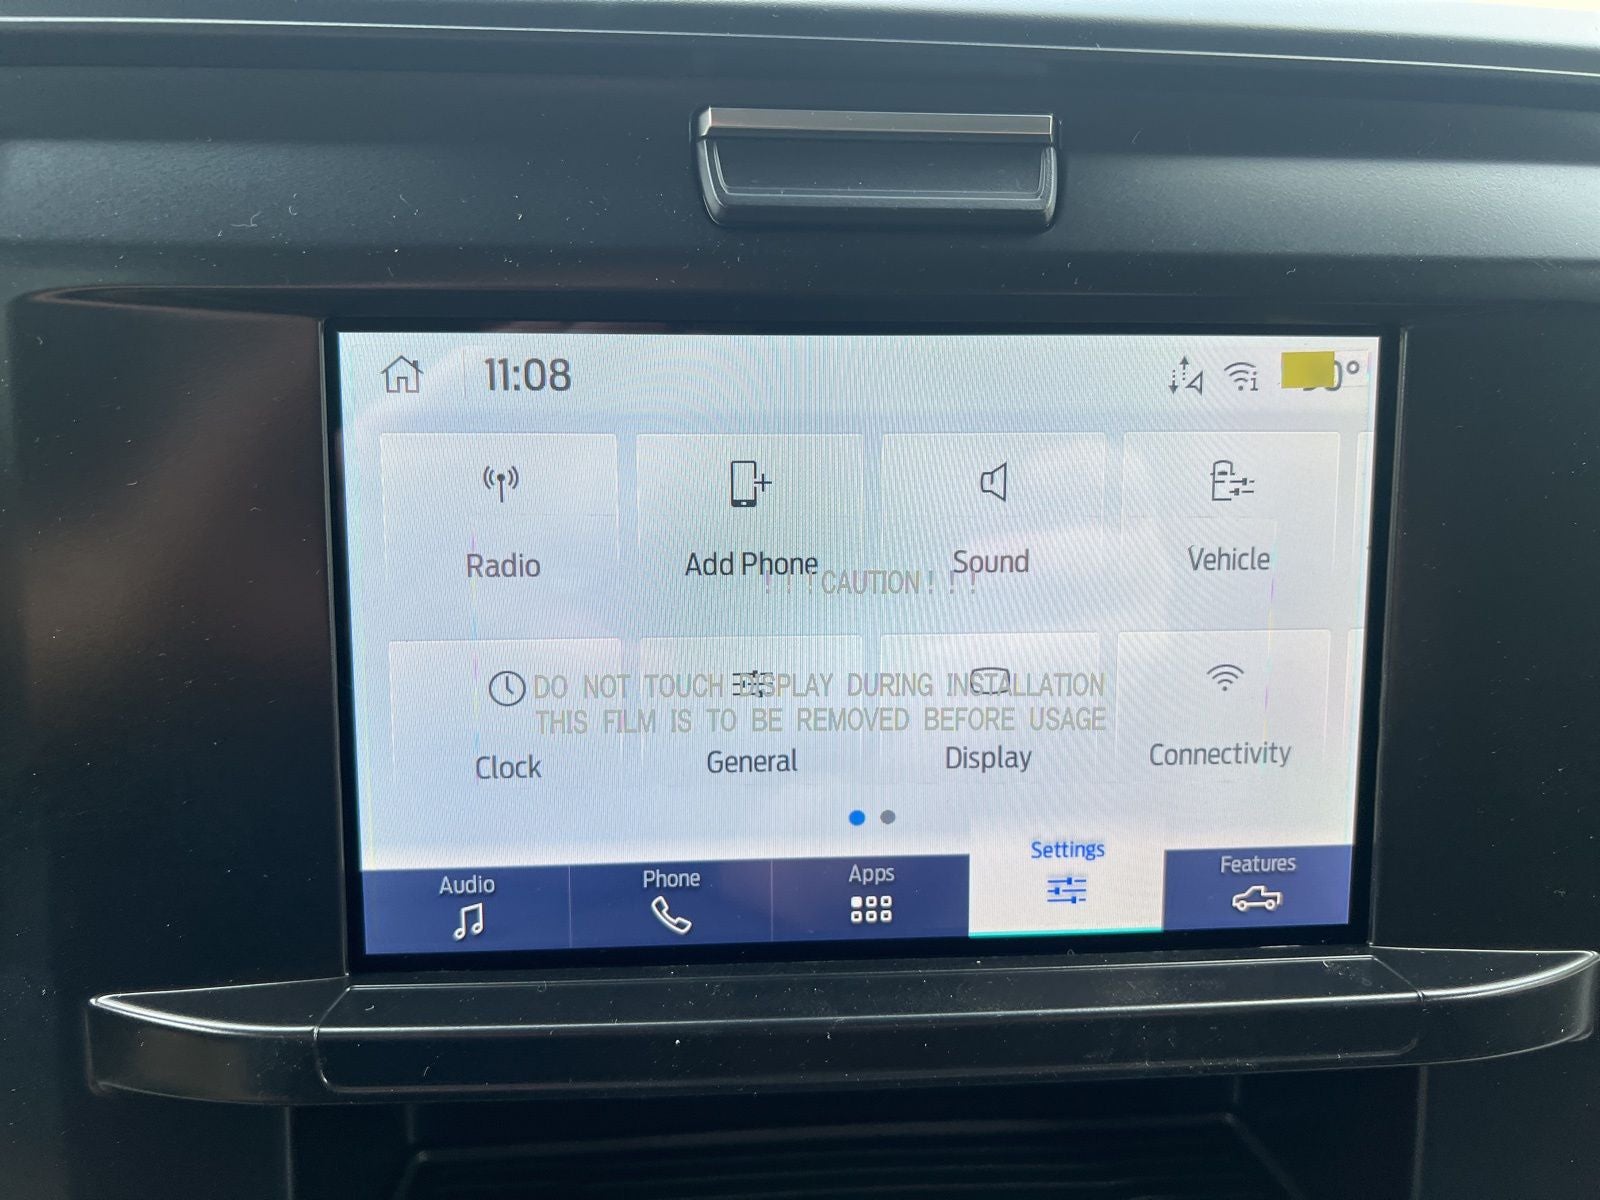 11:08
Radio
Add Phone
Sound
Vehicle
!!!CAUTION!!!
DO NOT TOUCH DISPLAY DURING INSTALLATION
THIS FILM IS TO BE REMOVED BEFORE USAGE
Clock
General
Display
Connectivity
Audio
Phone
Apps
Settings
Features